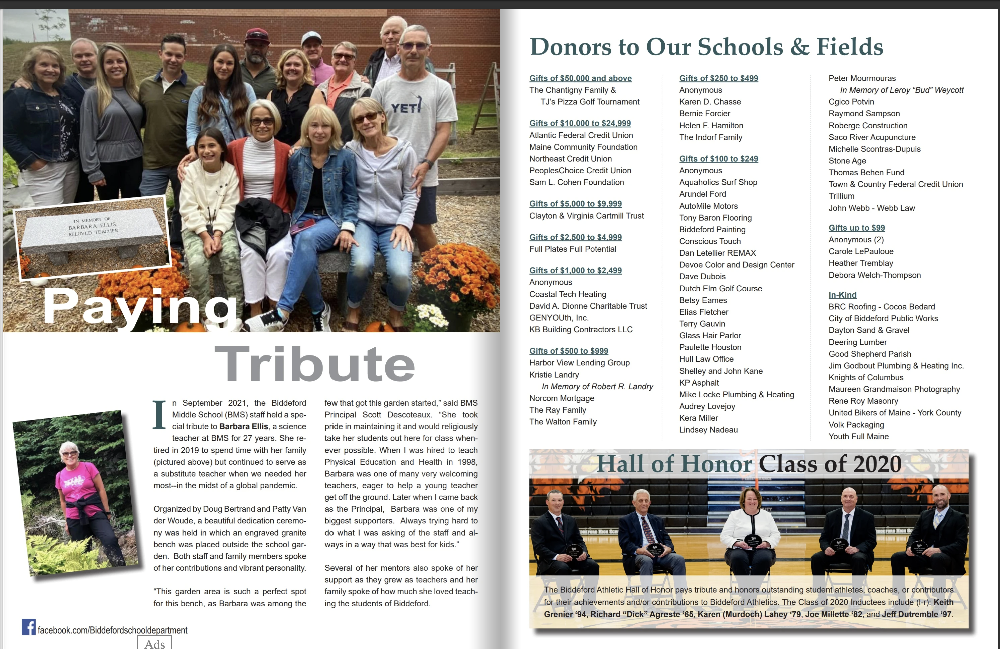 YETI
IN MEMORY OF
BARBARA ELLIS,
BELOVED TEACHER
Paying
Tribute
In September 2021, the Biddeford
Middle School (BMS) staff held a spe-
cial tribute to Barbara Ellis, a science
teacher at BMS for 27 years. She re-
tired in 2019 to spend time with her family
(pictured above) but continued to serve as
a substitute teacher when we needed her
most--in the midst of a global pandemic.
Organized by Doug Bertrand and Patty Van
der Woude, a beautiful dedication ceremo-
ny was held in which an engraved granite
bench was placed outside the school gar-
den. Both staff and family members spoke
of her contributions and vibrant personality.
“This garden area is such a perfect spot
for this bench, as Barbara was among the
few that got this garden started,” said BMS
Principal Scott Descoteaux. “She took
pride in maintaining it and would religiously
take her students out here for class when-
ever possible. When I was hired to teach
Physical Education and Health in 1998,
Barbara was one of many very welcoming
teachers, eager to help a young teacher
get off the ground. Later when I came back
as the Principal, Barbara was one of my
biggest supporters. Always trying hard to
do what I was asking of the staff and al-
ways in a way that was best for kids.”
Several of her mentors also spoke of her
support as they grew as teachers and her
family spoke of how much she loved teach-
ing the students of Biddeford.
facebook.com/Biddefordschooldepartment
Ads
Donors to Our Schools & Fields
Gifts of $50,000 and above
The Chantigny Family &
TJ’s Pizza Golf Tournament
Gifts of $10,000 to $24,999
Atlantic Federal Credit Union
Maine Community Foundation
Northeast Credit Union
PeoplesChoice Credit Union
Sam L. Cohen Foundation
Gifts of $5,000 to $9,999
Clayton & Virginia Cartmill Trust
Gifts of $2,500 to $4,999
Full Plates Full Potential
Gifts of $1,000 to $2,499
Anonymous
Coastal Tech Heating
David A. Dionne Charitable Trust
GENYOUth, Inc.
KB Building Contractors LLC
Gifts of $500 to $999
Harbor View Lending Group
Kristie Landry
In Memory of Robert R. Landry
Norcom Mortgage
The Ray Family
The Walton Family
Gifts of $250 to $499
Anonymous
Karen D. Chasse
Bernie Forcier
Helen F. Hamilton
The Indorf Family
Gifts of $100 to $249
Anonymous
Aquaholics Surf Shop
Arundel Ford
AutoMile Motors
Tony Baron Flooring
Biddeford Painting
Conscious Touch
Dan Letellier REMAX
Devoe Color and Design Center
Dave Dubois
Dutch Elm Golf Course
Betsy Eames
Elias Fletcher
Terry Gauvin
Glass Hair Parlor
Paulette Houston
Hull Law Office
Shelley and John Kane
KP Asphalt
Mike Locke Plumbing & Heating
Audrey Lovejoy
Kera Miller
Lindsey Nadeau
Peter Mourmouras
In Memory of Leroy “Bud” Weycott
Cgico Potvin
Raymond Sampson
Roberge Construction
Saco River Acupuncture
Michelle Scontras-Dupuis
Stone Age
Thomas Behen Fund
Town & Country Federal Credit Union
Trillium
John Webb - Webb Law
Gifts up to $99
Anonymous (2)
Carole LePauloue
Heather Tremblay
Debora Welch-Thompson
In-Kind
BRC Roofing - Cocoa Bedard
City of Biddeford Public Works
Dayton Sand & Gravel
Deering Lumber
Good Shepherd Parish
Jim Godbout Plumbing & Heating Inc.
Knights of Columbus
Maureen Grandmaison Photography
Rene Roy Masonry
United Bikers of Maine - York County
Volk Packaging
Youth Full Maine
Hall of Honor Class of 2020
The Biddeford Athletic Hall of Honor pays tribute and honors outstanding student athletes, coaches, or contributors
for their achievements and/or contributions to Biddeford Athletics. The Class of 2020 Inductees include (l-r): Keith
Grenier ‘94, Richard “Dick” Agreste ‘65, Karen (Murdoch) Lahey ‘79, Joe Millette ‘82, and Jeff Dutremble ‘97.